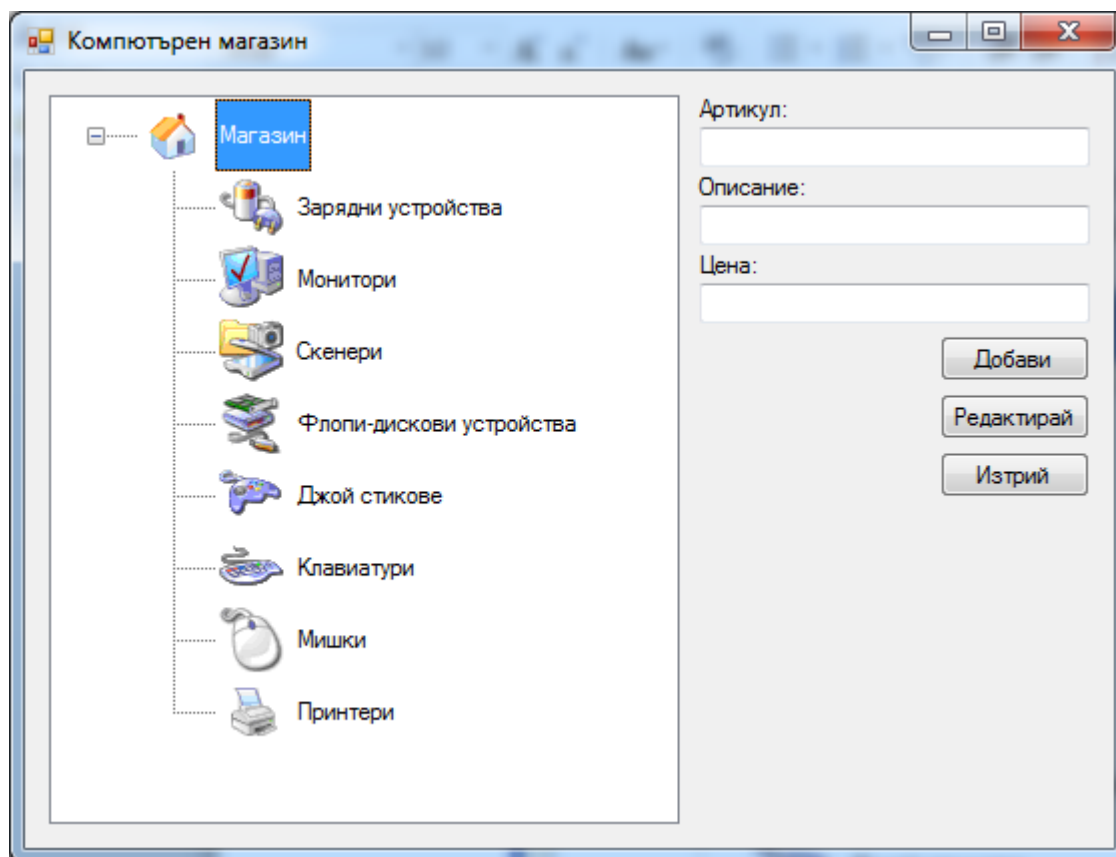 Компютърен магазин
Магазин
Зарядни устройства
Монитори
Скенери
Флопи-дискови устройства
Джой стикове
Клавиатури
Мишки
Принтери
Артикул:
Описание:
Цена:
Добави
Редактирай
Изтрий